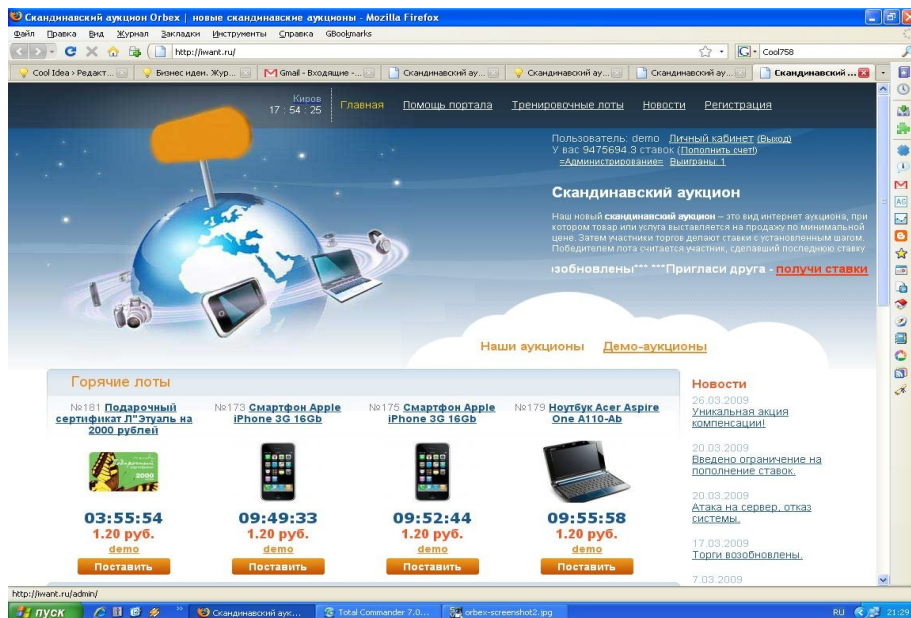 Скандинавский аукцион Orbex | новые скандинавские аукционы - Mozilla Firefox
Файл Правка Вид Журнал Закладки Инструменты Справка GBookmarks
http://iwant.ru/ Cool758
Cool Idea > Редакт... Бизнес идеи. Жур... Gmail - Входящие -... Скандинавский ау... Скандинавский ау... Скандинавский ау... Скандинавский ...
Киров
17 : 54 : 25
Главная Помощь портала Тренировочные лоты Новости Регистрация
Пользователь: demo Личный кабинет (Выход)
У вас 9475694.3 ставок (Пополнить счет!)
=Администрирование= Выиграны: 1
Скандинавский аукцион
Наш новый скандинавский аукцион – это вид интернет аукциона, при
котором товар или услуга выставляется на продажу по минимальной
цене. Затем участники торгов делают ставки с установленным шагом.
Победителем лота считается участник, сделавший последнюю ставку
зобновлены*** ***Пригласи друга - получи ставки
Наши аукционы Демо-аукционы
Горячие лоты
№181 Подарочный
сертификат Л"Этуаль на
2000 рублей
03:55:54
1.20 руб.
demo
Поставить
№173 Смартфон Apple
iPhone 3G 16Gb
09:49:33
1.20 руб.
demo
Поставить
№175 Смартфон Apple
iPhone 3G 16Gb
09:52:44
1.20 руб.
demo
Поставить
№179 Ноутбук Acer Aspire
One A110-Ab
09:55:58
1.20 руб.
demo
Поставить
Новости
26.03.2009
Уникальная акция
компенсации!
20.03.2009
Введено ограничение на
пополнение ставок.
20.03.2009
Атака на сервер, отказ
системы.
17.03.2009
Торги возобновлены.
7.03.2009
http://iwant.ru/admin/
пуск Скандинавский аук... Total Commander 7.0... orbex-screenshot2.jpg RU 21:29